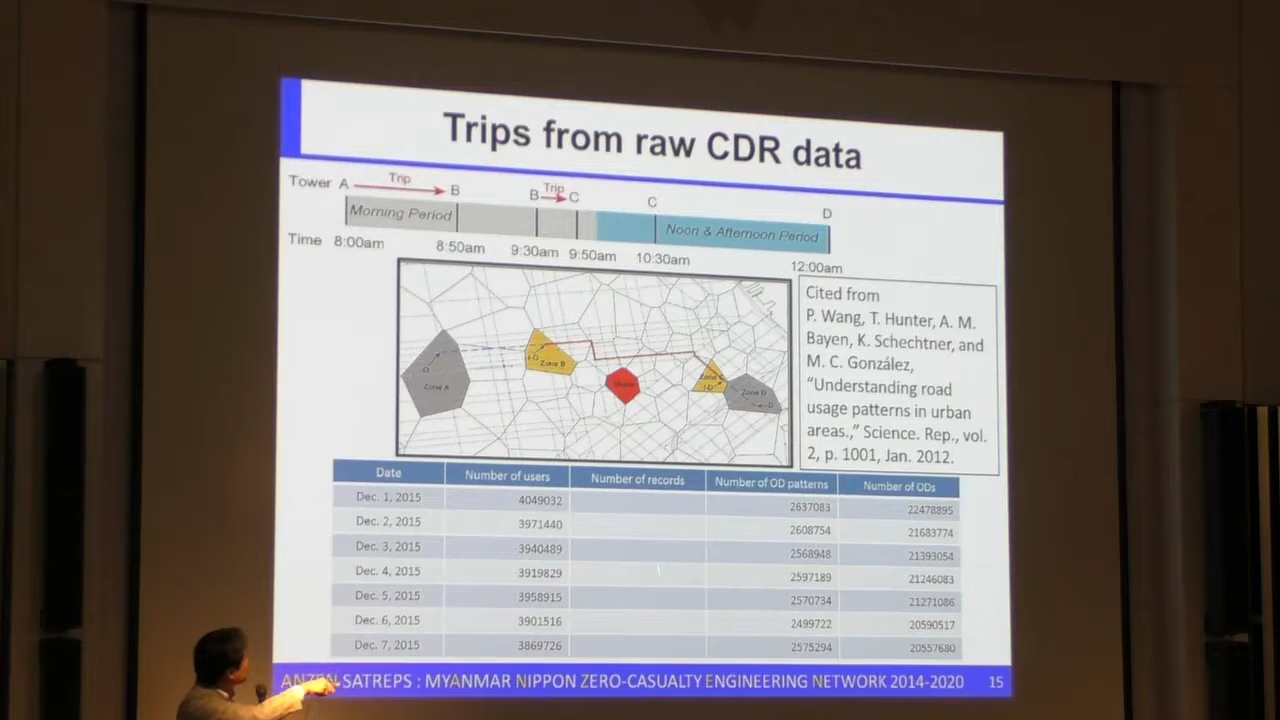 Trips from raw CDR data
Tower A Trip B B Trip C C D
Morning Period Noon & Afternoon Period
Time 8:00am 8:50am 9:30am 9:50am 10:30am 12:00am
O Zone A
I-O Zone B
Zone C
I-D
Zone D
D
Cited from
P. Wang, T. Hunter, A. M.
Bayen, K. Schechtner, and
M. C. González,
“Understanding road
usage patterns in urban
areas.,” Science. Rep., vol.
2, p. 1001, Jan. 2012.
Date Number of users Number of records Number of OD patterns Number of ODs
Dec. 1, 2015 4049032 2637083 22478895
Dec. 2, 2015 3971440 2608754 21683774
Dec. 3, 2015 3940489 2568948 21393054
Dec. 4, 2015 3919829 2597189 21246083
Dec. 5, 2015 3958915 2570734 21271086
Dec. 6, 2015 3901516 2499722 20590517
Dec. 7, 2015 3869726 2575294 20557680
ANZEN SATREPS : MYANMAR NIPPON ZERO-CASUALTY ENGINEERING NETWORK 2014-2020 15